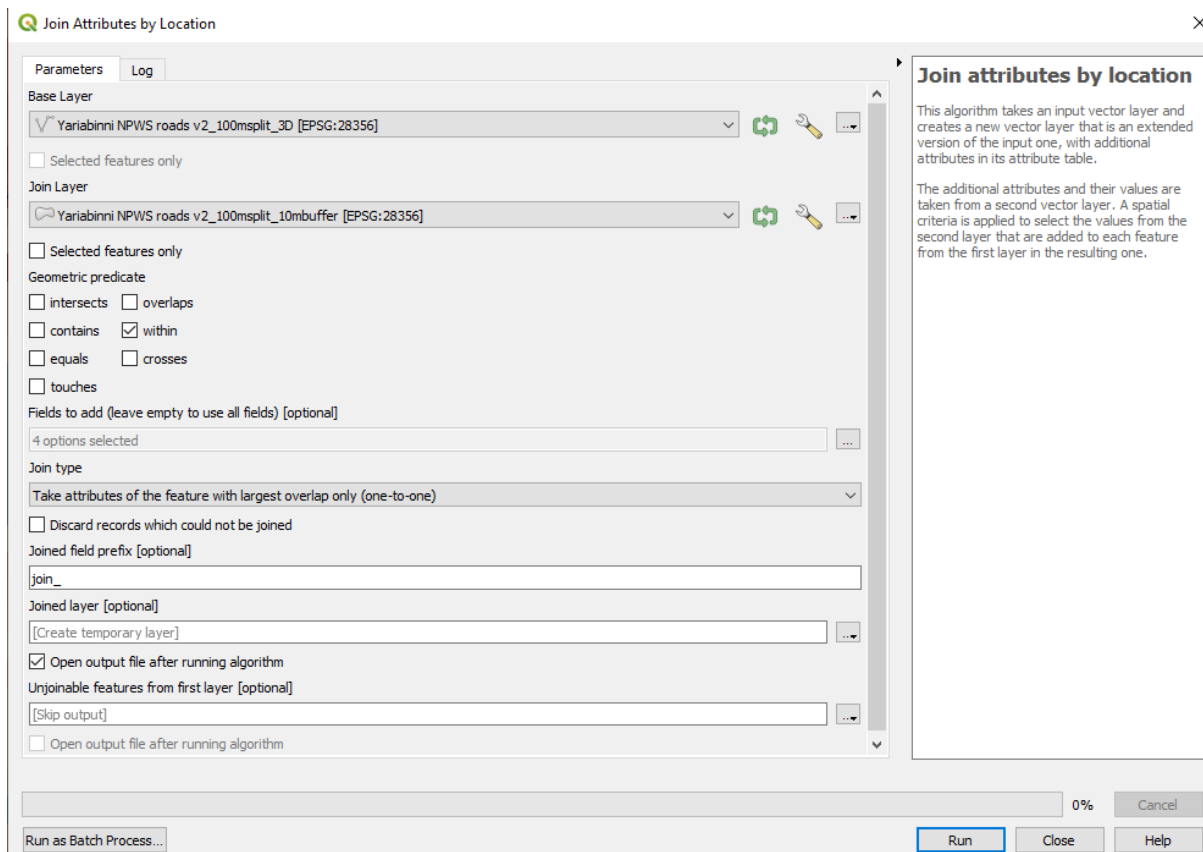 Join Attributes by Location
Parameters
Log
Base Layer
Yariabinni NPWS roads v2_100msplit_3D [EPSG:28356]
Selected features only
Join Layer
Yariabinni NPWS roads v2_100msplit_10mbuffer [EPSG:28356]
Selected features only
Geometric predicate
intersects
overlaps
contains
within
equals
crosses
touches
Fields to add (leave empty to use all fields) [optional]
4 options selected
...
Join type
Take attributes of the feature with largest overlap only (one-to-one)
Discard records which could not be joined
Joined field prefix [optional]
join_
Joined layer [optional]
[Create temporary layer]
Open output file after running algorithm
Unjoinable features from first layer [optional]
[Skip output]
Open output file after running algorithm
Join attributes by location
This algorithm takes an input vector layer and
creates a new vector layer that is an extended
version of the input one, with additional
attributes in its attribute table.
The additional attributes and their values are
taken from a second vector layer. A spatial
criteria is applied to select the values from the
second layer that are added to each feature
from the first layer in the resulting one.
0%
Cancel
Run as Batch Process...
Run
Close
Help